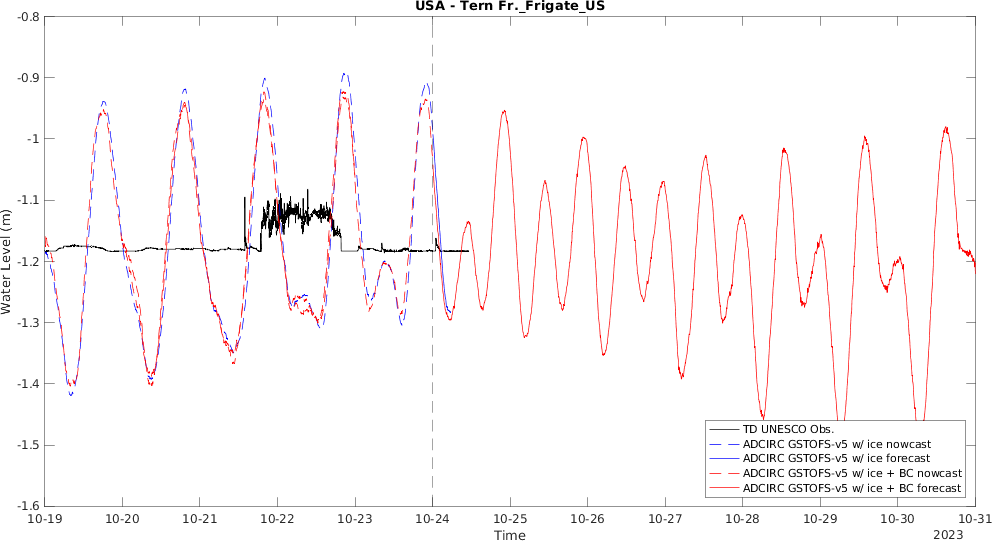 USA - Tern Fr._Frigate_US
Water Level (m)
-0.8
-0.9
-1
-1.1
-1.2
-1.3
-1.4
-1.5
-1.6
TD UNESCO Obs.
ADCIRC GSTOFS-v5 w/ ice nowcast
ADCIRC GSTOFS-v5 w/ ice forecast
ADCIRC GSTOFS-v5 w/ ice + BC nowcast
ADCIRC GSTOFS-v5 w/ ice + BC forecast
10-19 10-20 10-21 10-22 10-23 10-24 10-25 10-26 10-27 10-28 10-29 10-30 10-31
Time
2023